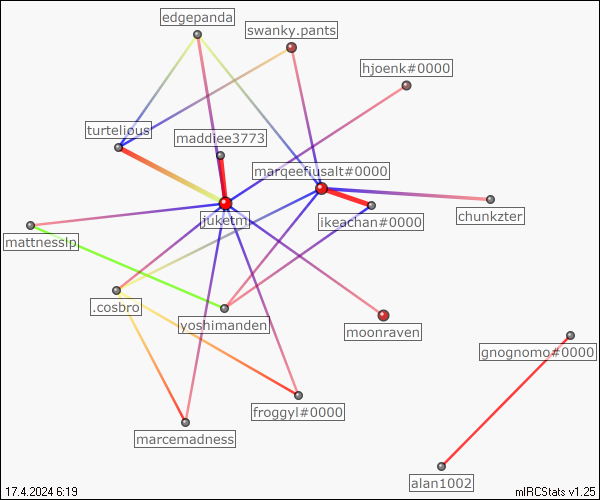 edgepanda
swanky.pants
hjoenk#0000
turtelious
maddiee3773
marqeefiusalt#0000
chunkzter
juketm
ikeachan#0000
mattnesslp
.cosbro
yoshimanden
moonraven
gnognomo#0000
froggyl#0000
marcemadness
alan1002
17.4.2024 6:19
mIRCStats v1.25